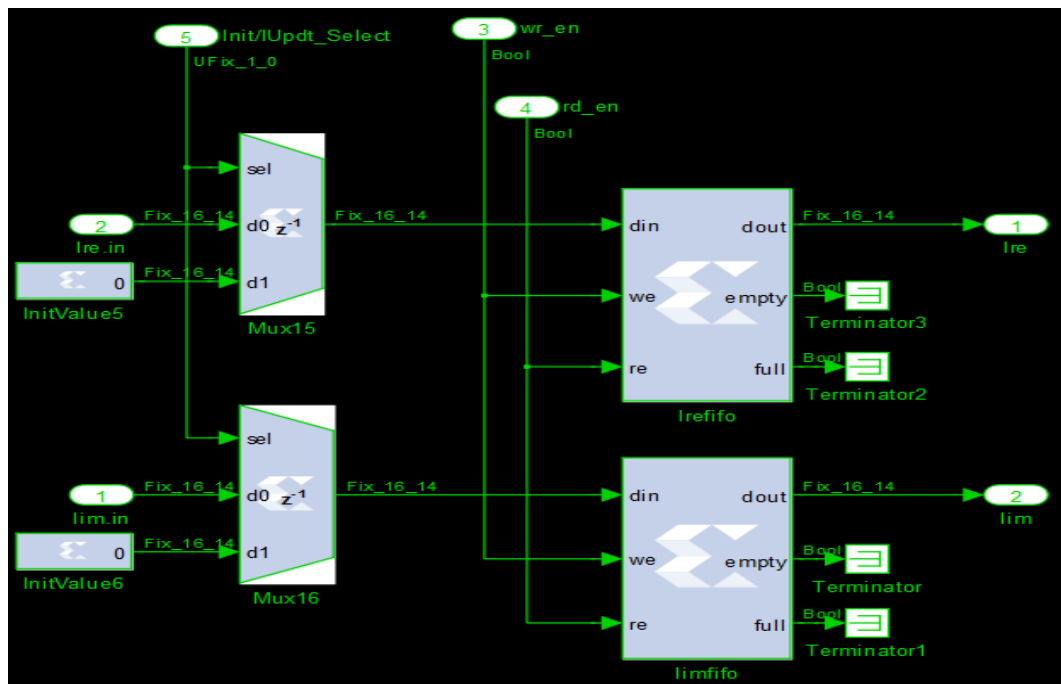 5 Init/IUpdt_Select
UFix_1_0
3 wr_en
Bool
4 rd_en
Bool
sel
2 Fix_16_14 d0 z-1 Fix_16_14
Ire.in
0 Fix_16_14 d1
InitValue5
Mux15
din dout Fix_16_14 1
Ire
we empty Bool
Terminator3
re full Bool
Terminator2
Irefifo
sel
1 Fix_16_14 d0 z-1 Fix_16_14
Iim.in
0 Fix_16_14 d1
InitValue6
Mux16
din dout Fix_16_14 2
Iim
we empty Bool
Terminator
re full Bool
Terminator1
Iimfifo